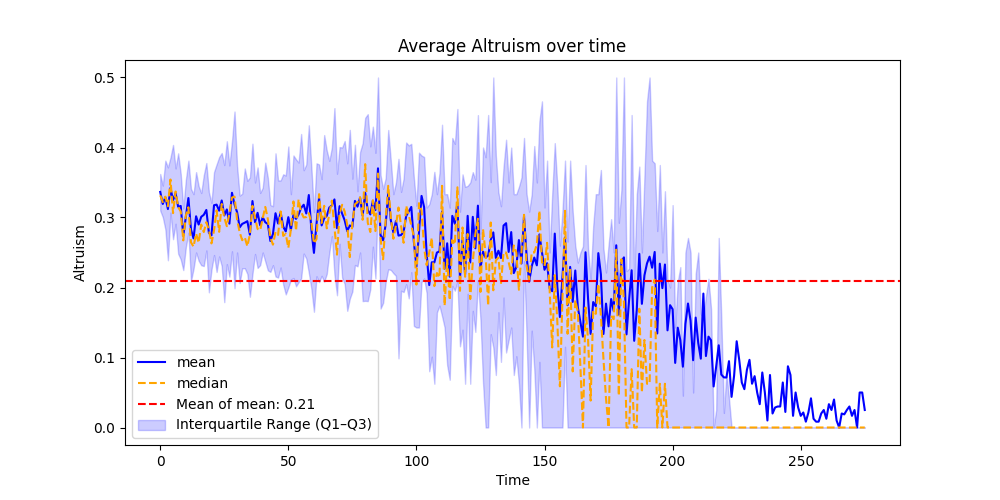 Average Altruism over time
Altruism
0.5
0.4
0.3
0.2
0.1
0.0
mean
median
Mean of mean: 0.21
Interquartile Range (Q1–Q3)
0 50 100 150 200 250
Time